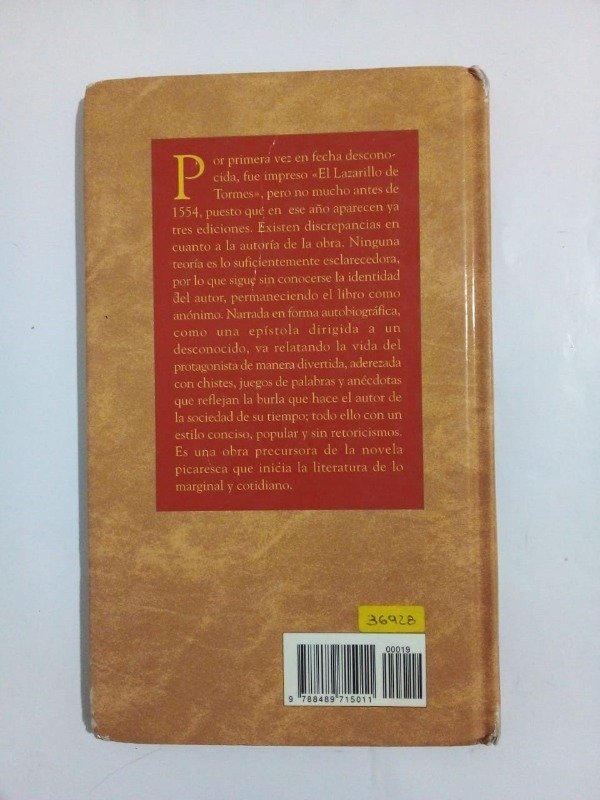 Por primera vez en fecha descono-
cida, fue impreso «El Lazarillo de
Tormes», pero no mucho antes de
1554, puesto que en ese año aparecen ya
tres ediciones. Existen discrepancias en
cuanto a la autoría de la obra. Ninguna
teoría es lo suficientemente esclarecedora,
por lo que sigue sin conocerse la identidad
del autor, permaneciendo el libro como
anónimo. Narrada en forma autobiográfica,
como una epístola dirigida a un
desconocido, va relatando la vida del
protagonista de manera divertida, aderezada
con chistes, juegos de palabras y anécdotas
que reflejan la burla que hace el autor de
la sociedad de su tiempo; todo ello con un
estilo conciso, popular y sin retoricismos.
Es una obra precursora de la novela
picaresca que inicia la literatura de lo
marginal y cotidiano.
36928
00019
9 788489 715011